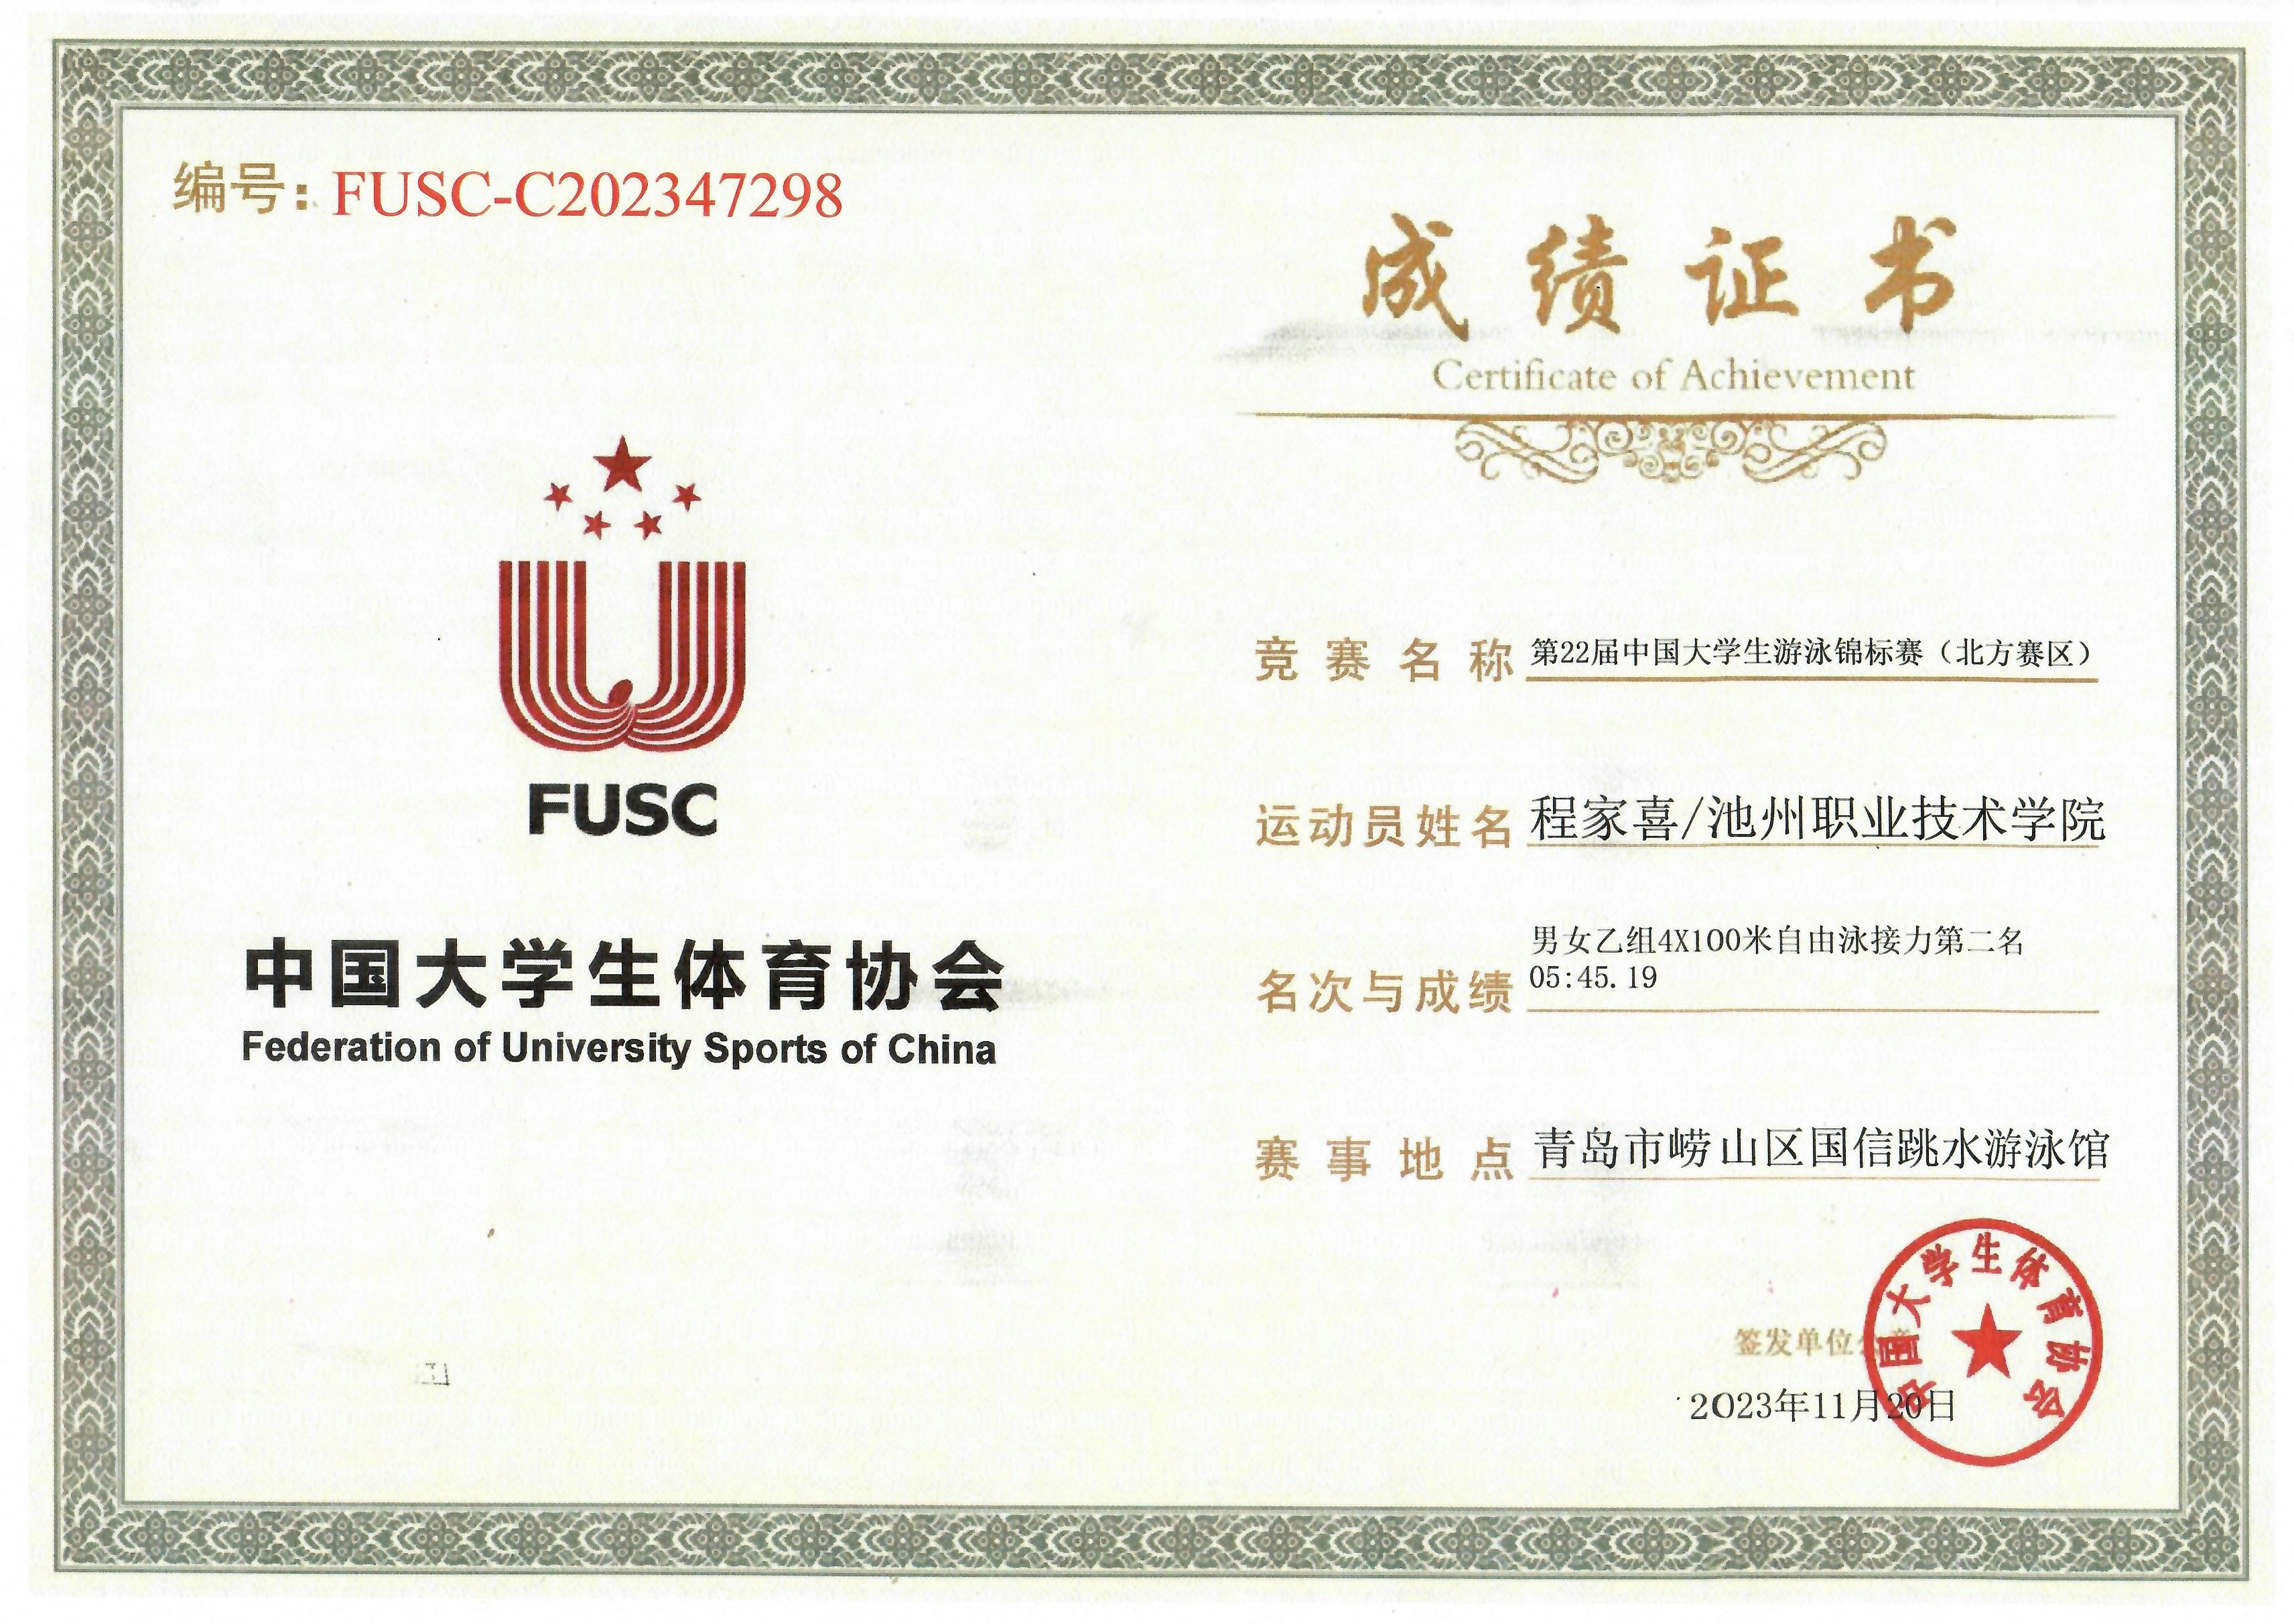 编号: FUSC-C202347298
FUSC
中国大学生体育协会
Federation of University Sports of China
成绩证书
Certificate of Achievement
竞赛名称 第22届中国大学生游泳锦标赛（北方赛区）
运动员姓名 程家喜/池州职业技术学院
名次与成绩 男女乙组4X100米自由泳接力第二名
05:45.19
赛事地点 青岛市崂山区国信跳水游泳馆
签发单位公章
2023年11月20日
中国大学生体育协会